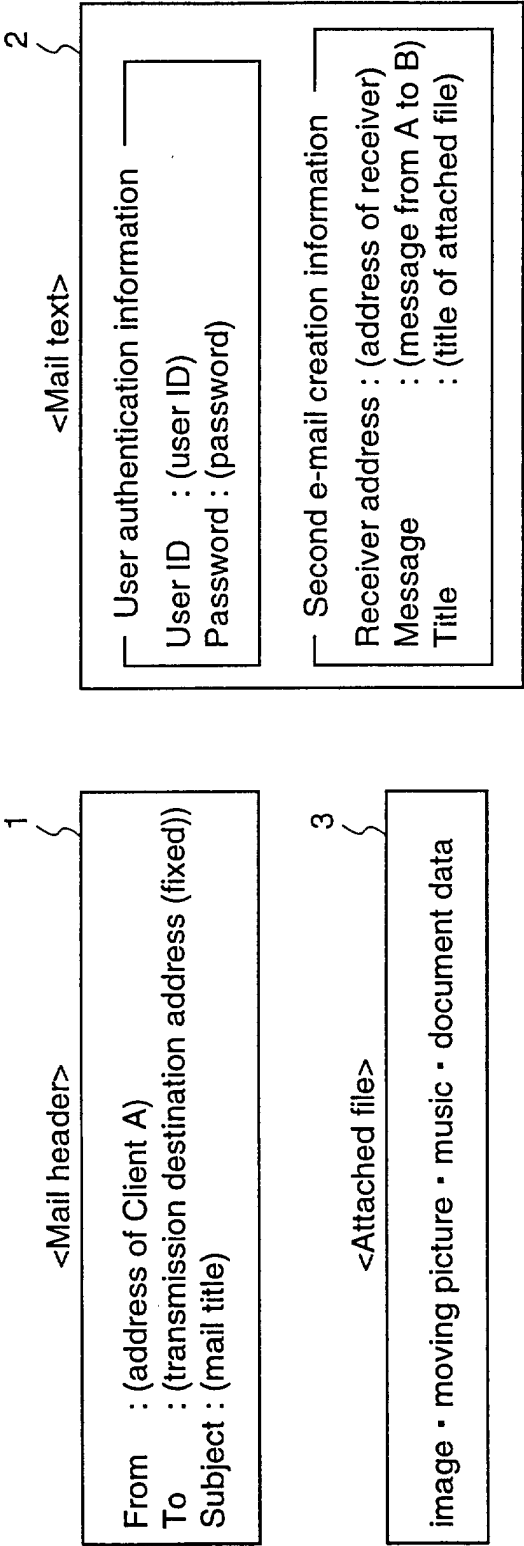 <Mail header>
1
From : (address of Client A)
To : (transmission destination address (fixed))
Subject : (mail title)
<Attached file>
3
image ・ moving picture ・ music ・ document data
<Mail text>
2
User authentication information
User ID : (user ID)
Password : (password)
Second e-mail creation information
Receiver address : (address of receiver)
Message : (message from A to B)
Title : (title of attached file)